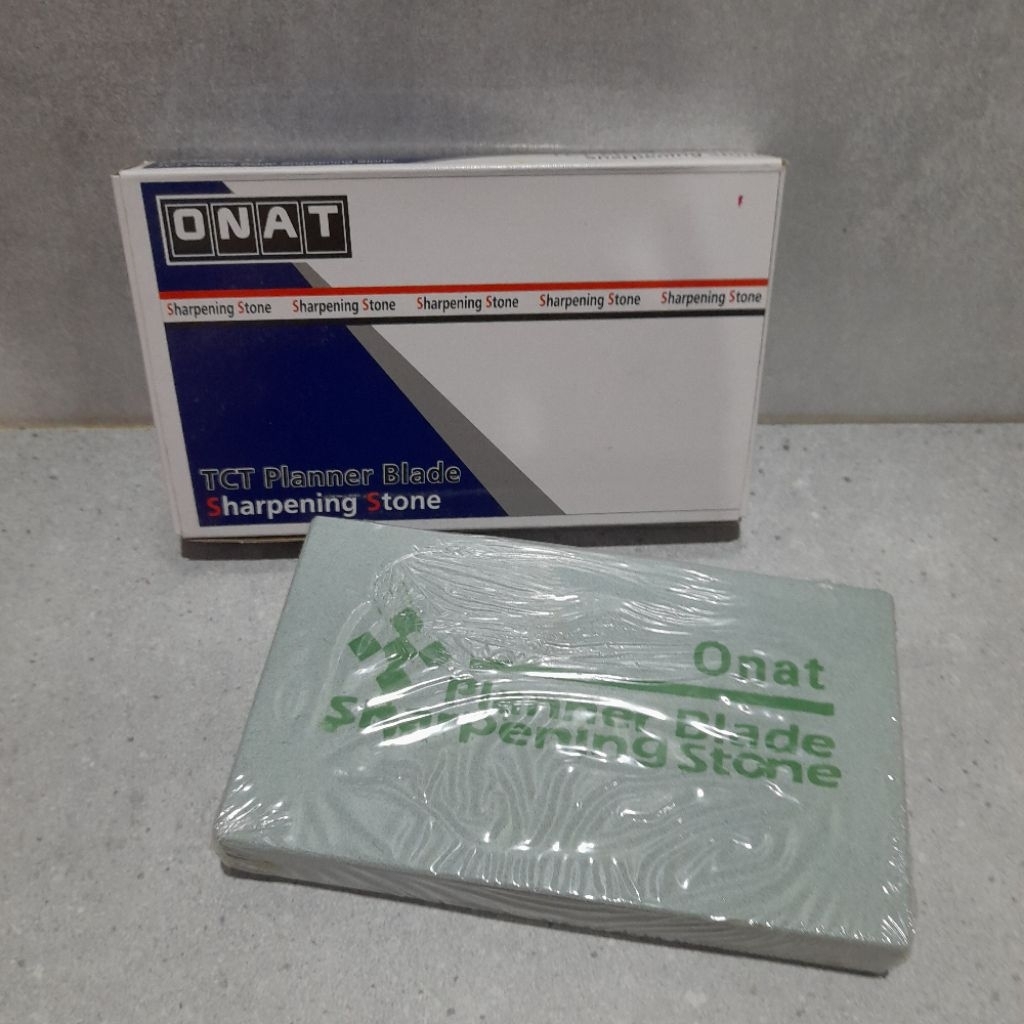 ONAT
Sharpening Stone Sharpening Stone Sharpening Stone Sharpening Stone Sharpening Stone
TCT Planner Blade
Sharpening Stone
Onat
Planner Blade
Sharpening Stone